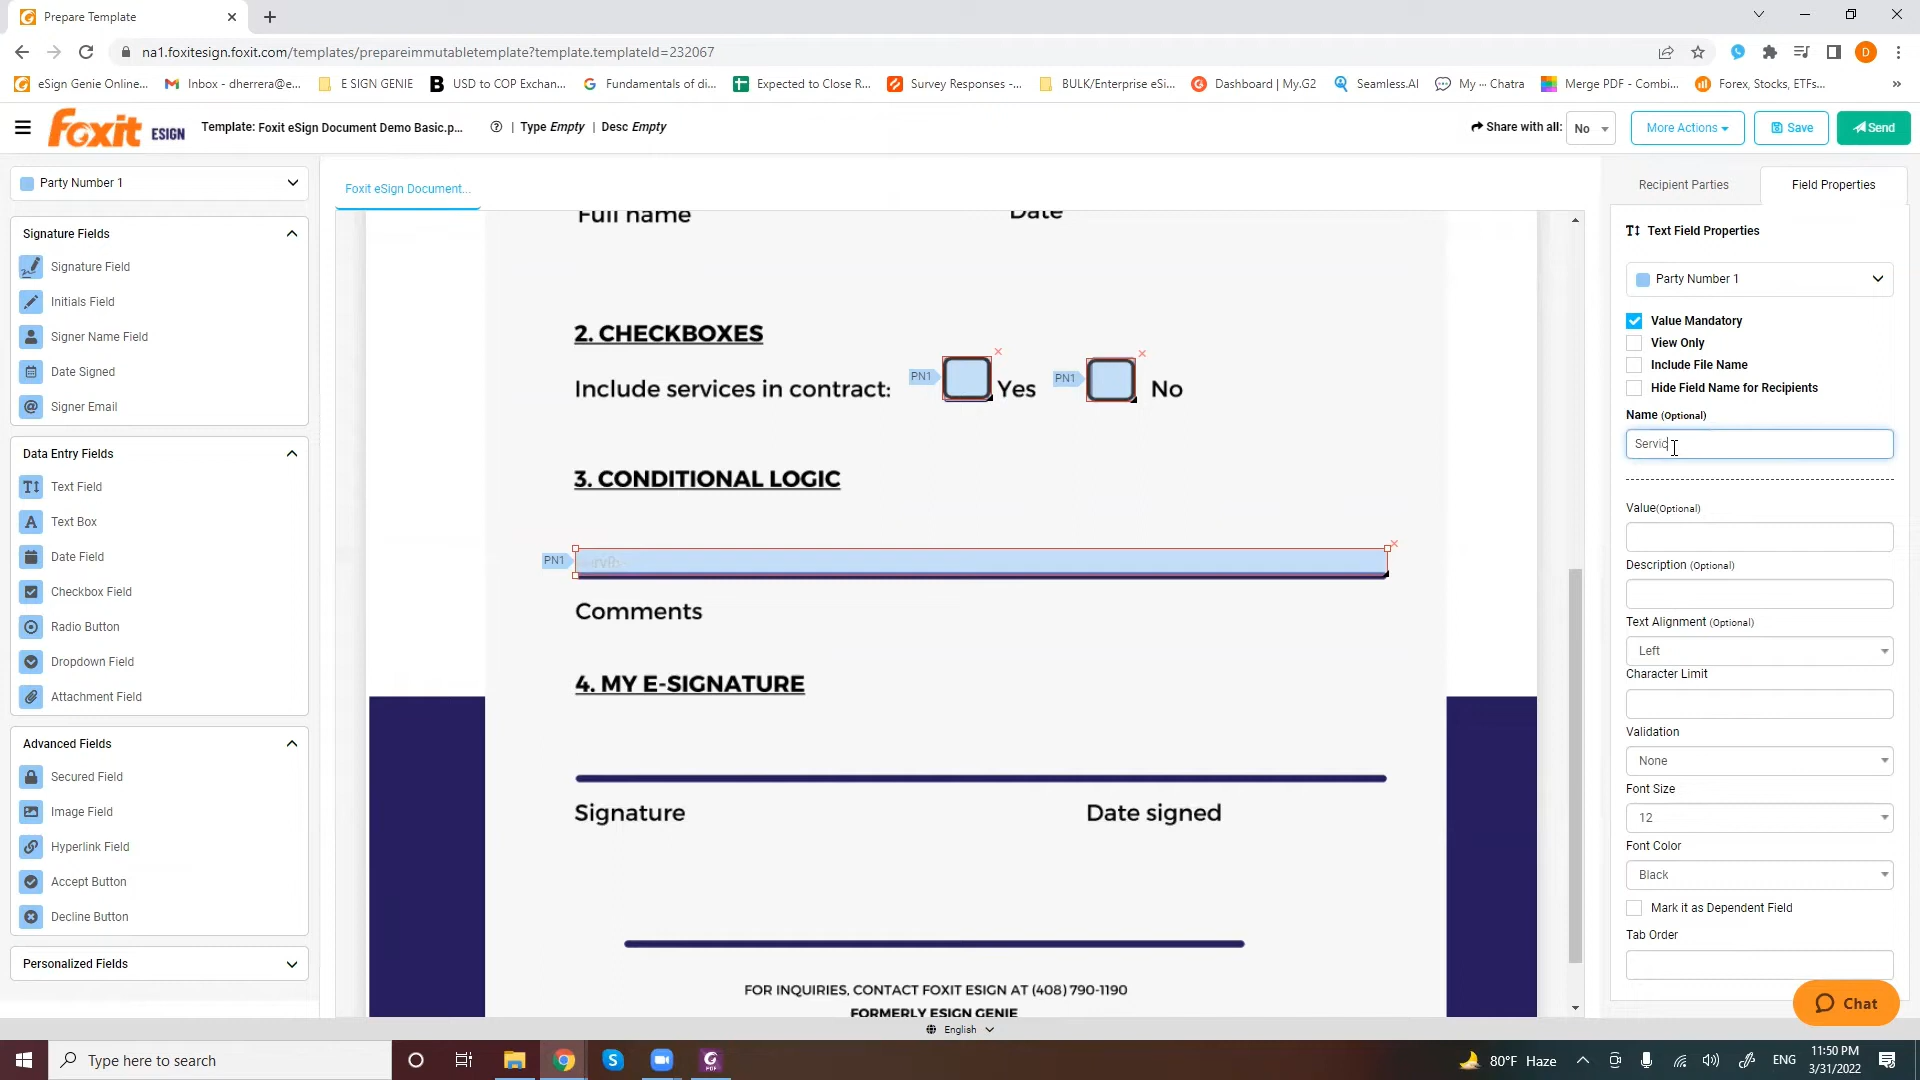 Prepare Template
na1.foxitesign.foxit.com/templates/prepareimmutabletemplate?template.templateId=232067
D
eSign Genie Online... Inbox - dherrera@e... E SIGN GENIE USD to COP Exchan... Fundamentals of di... Expected to Close R... Survey Responses -... BULK/Enterprise eSi... Dashboard | My.G2 Seamless.AI My ··· Chatra Merge PDF - Combi... Forex, Stocks, ETFs... »
Foxit ESIGN
Template: Foxit eSign Document Demo Basic.p... | Type Empty | Desc Empty
Share with all: No
More Actions
Save
Send
Party Number 1
Signature Fields
Signature Field
Initials Field
Signer Name Field
Date Signed
Signer Email
Data Entry Fields
Text Field
Text Box
Date Field
Checkbox Field
Radio Button
Dropdown Field
Attachment Field
Advanced Fields
Secured Field
Image Field
Hyperlink Field
Accept Button
Decline Button
Personalized Fields
Foxit eSign Document...
Full name Date
2. CHECKBOXES
Include services in contract: PN1 Yes PN1 No
3. CONDITIONAL LOGIC
PN1
Comments
4. MY E-SIGNATURE
Signature Date signed
FOR INQUIRIES, CONTACT FOXIT ESIGN AT (408) 790-1190
FORMERLY ESIGN GENIE
English
Recipient Parties Field Properties
Text Field Properties
Party Number 1
Value Mandatory
View Only
Include File Name
Hide Field Name for Recipients
Name (Optional)
Servic
Value(Optional)
Description (Optional)
Text Alignment (Optional)
Left
Character Limit
Validation
None
Font Size
12
Font Color
Black
Mark it as Dependent Field
Tab Order
Chat
Type here to search
80°F Haze
ENG
11:50 PM
3/31/2022